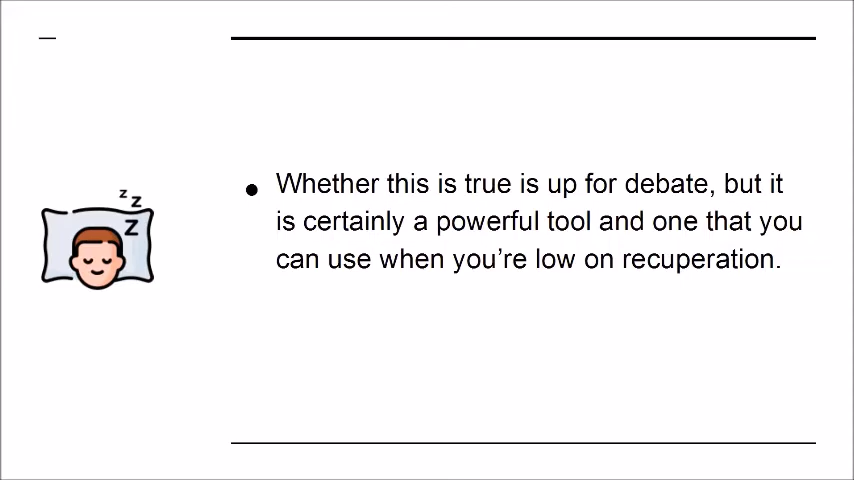 z
z
z
Whether this is true is up for debate, but it
is certainly a powerful tool and one that you
can use when you’re low on recuperation.